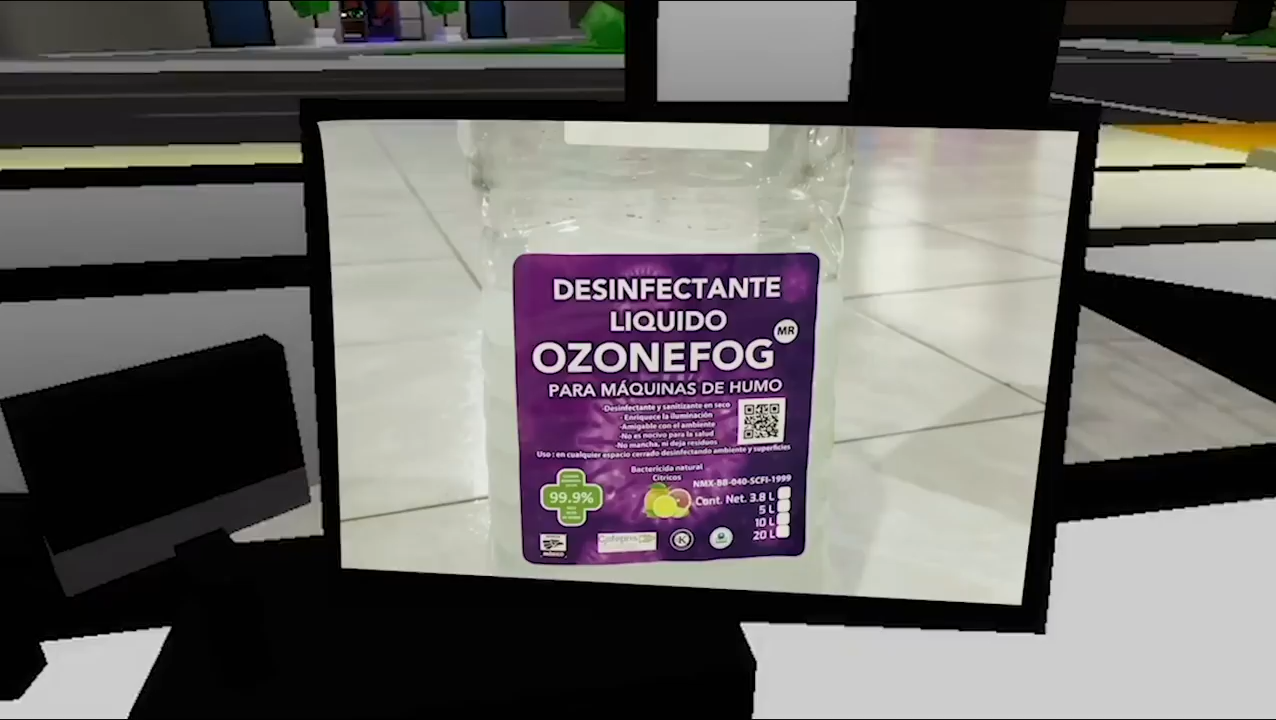 DESINFECTANTE
LIQUIDO
OZONEFOG MR
PARA MÁQUINAS DE HUMO
-Desinfectante y sanitizante en seco
- Enriquece la iluminación
-Amigable con el ambiente
-No es nocivo para la salud
-No mancha, ni deja residuos
Uso : en cualquier espacio cerrado desinfectando ambiente y superficies
Bactericida natural
Cítricos
NMX-BB-040-SCFI-1999
99.9%
Cont. Net. 3.8 L
5 L
10 L
20 L
K